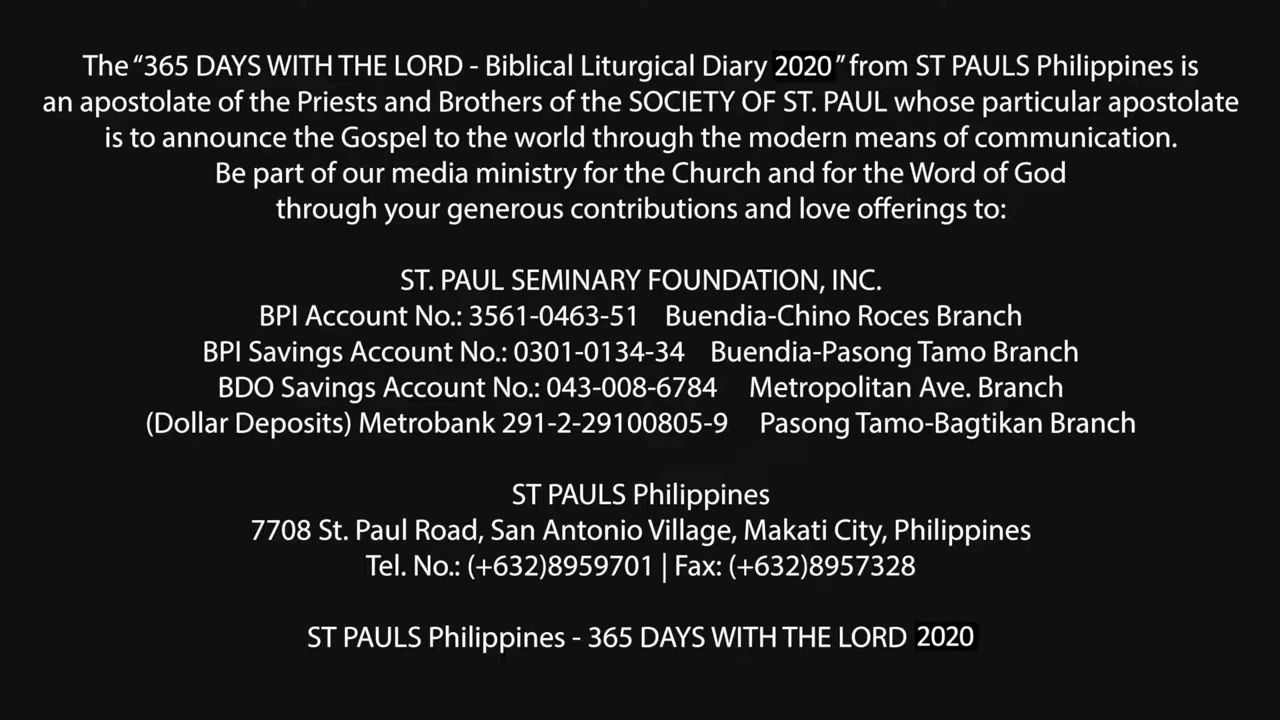 The “365 DAYS WITH THE LORD - Biblical Liturgical Diary 2020” from ST PAULS Philippines is
an apostolate of the Priests and Brothers of the SOCIETY OF ST. PAUL whose particular apostolate
is to announce the Gospel to the world through the modern means of communication.
Be part of our media ministry for the Church and for the Word of God
through your generous contributions and love offerings to:
ST. PAUL SEMINARY FOUNDATION, INC.
BPI Account No.: 3561-0463-51 Buendia-Chino Roces Branch
BPI Savings Account No.: 0301-0134-34 Buendia-Pasong Tamo Branch
BDO Savings Account No.: 043-008-6784 Metropolitan Ave. Branch
(Dollar Deposits) Metrobank 291-2-29100805-9 Pasong Tamo-Bagtikan Branch
ST PAULS Philippines
7708 St. Paul Road, San Antonio Village, Makati City, Philippines
Tel. No.: (+632)8959701 | Fax: (+632)8957328
ST PAULS Philippines - 365 DAYS WITH THE LORD 2020